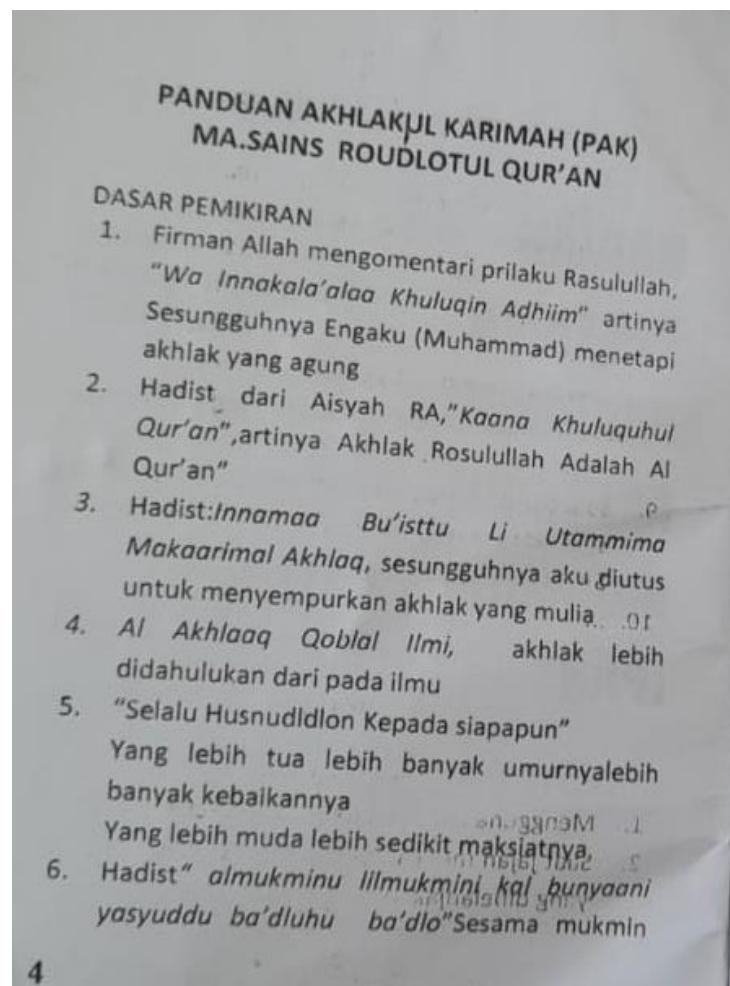 PANDUAN AKHLAKUL KARIMAH (PAK)
MA.SAINS ROUDLOTUL QUR'AN
DASAR PEMIKIRAN
1. Firman Allah mengomentari prilaku Rasulullah,
"Wa Innakala'alaa Khuluqin Adhiim" artinya
Sesungguhnya Engaku (Muhammad) menetapi
akhlak yang agung
2. Hadist dari Aisyah RA,"Kaana Khuluquhul
Qur'an",artinya Akhlak Rosulullah Adalah Al
Qur'an"
3. Hadist:Innamaa Bu'isttu Li Utammima
Makaarimal Akhlaq, sesungguhnya aku diutus
untuk menyempurkan akhlak yang mulia
4. Al Akhlaaq Qoblal Ilmi, akhlak lebih
didahulukan dari pada ilmu
5. "Selalu Husnudldlon Kepada siapapun"
Yang lebih tua lebih banyak umurnyalebih
banyak kebaikannya
Yang lebih muda lebih sedikit maksiatnya,
6. Hadist" almukminu lilmukmini kal bunyaani
yasyuddu ba'dluhu ba'dlo"Sesama mukmin
4